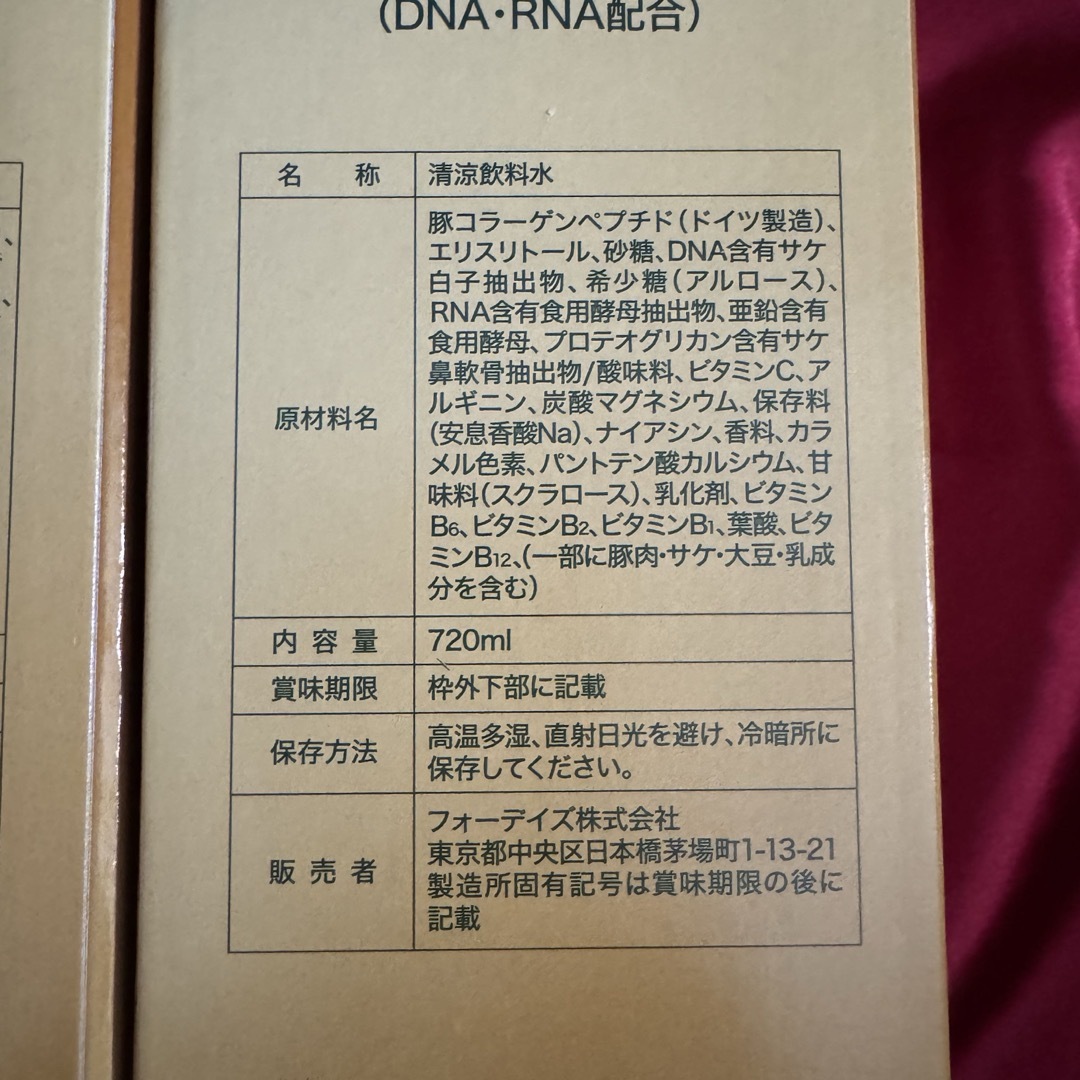 (DNA・RNA配合)
名称 清涼飲料水
原材料名
豚コラーゲンペプチド(ドイツ製造)、
エリスリトール、砂糖、DNA含有サケ
白子抽出物、希少糖(アルロース)、
RNA含有食用酵母抽出物、亜鉛含有
食用酵母、プロテオグリカン含有サケ
鼻軟骨抽出物/酸味料、ビタミンC、ア
ルギニン、炭酸マグネシウム、保存料
(安息香酸Na)、ナイアシン、香料、カラ
メル色素、パントテン酸カルシウム、甘
味料(スクラロース)、乳化剤、ビタミン
B6、ビタミンB2、ビタミンB1、葉酸、ビタ
ミンB12、(一部に豚肉・サケ・大豆・乳成
分を含む)
内容量 720ml
賞味期限 枠外下部に記載
保存方法
高温多湿、直射日光を避け、冷暗所に
保存してください。
販売者
フォーデイズ株式会社
東京都中央区日本橋茅場町1-13-21
製造所固有記号は賞味期限の後に
記載